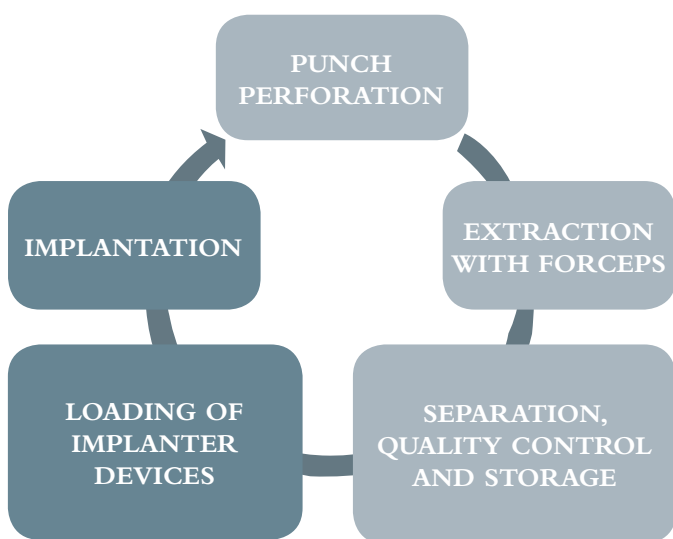 PUNCH
PERFORATION
EXTRACTION
WITH FORCEPS
SEPARATION,
QUALITY CONTROL
AND STORAGE
LOADING OF
IMPLANTER
DEVICES
IMPLANTATION